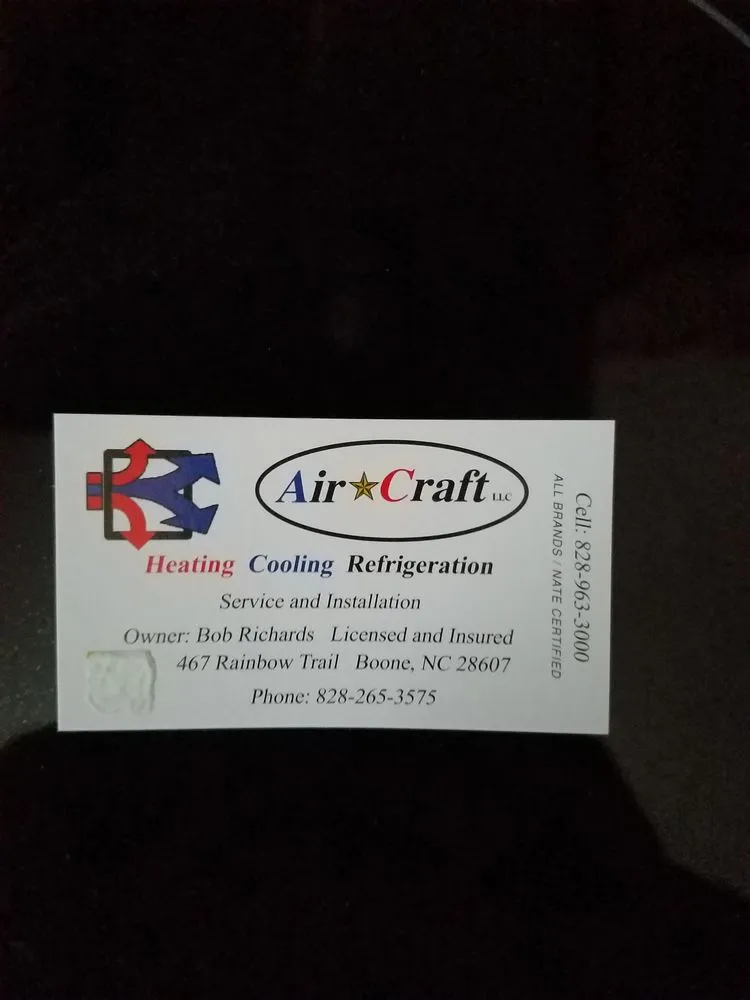 Air Craft LLC
Heating Cooling Refrigeration
Service and Installation
Owner: Bob Richards Licensed and Insured
467 Rainbow Trail Boone, NC 28607
Phone: 828-265-3575
Cell: 828-963-3000
ALL BRANDS / NATE CERTIFIED